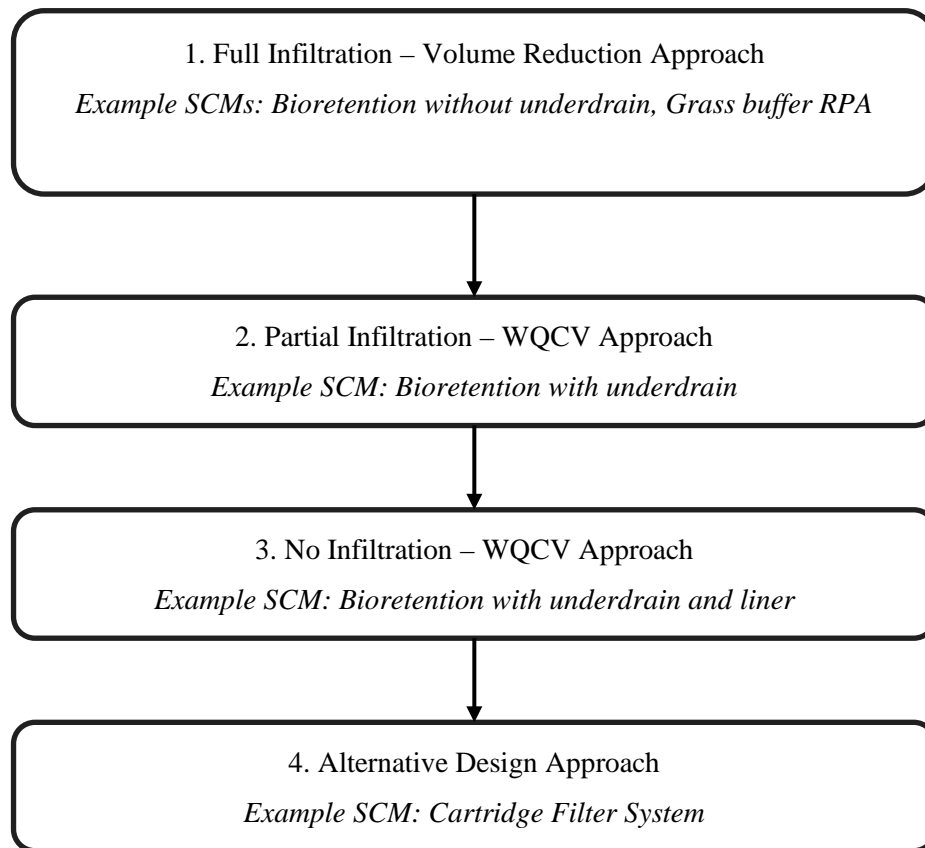 1. Full Infiltration – Volume Reduction Approach
Example SCMs: Bioretention without underdrain, Grass buffer RPA
2. Partial Infiltration – WQCV Approach
Example SCM: Bioretention with underdrain
3. No Infiltration – WQCV Approach
Example SCM: Bioretention with underdrain and liner
4. Alternative Design Approach
Example SCM: Cartridge Filter System